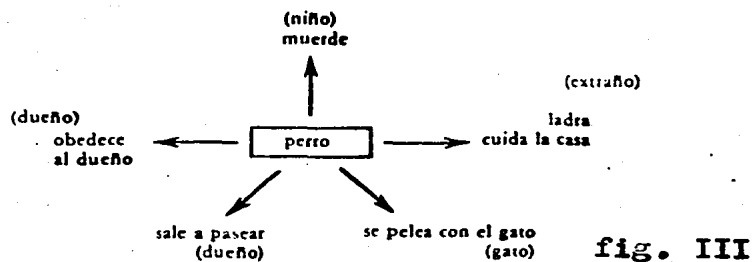 (niño)
muerde
(extraño)
(dueño)
obedece
al dueño
perro
ladra
cuida la casa
sale a pasear
(dueño)
se pelea con el gato
(gato)
fig. III